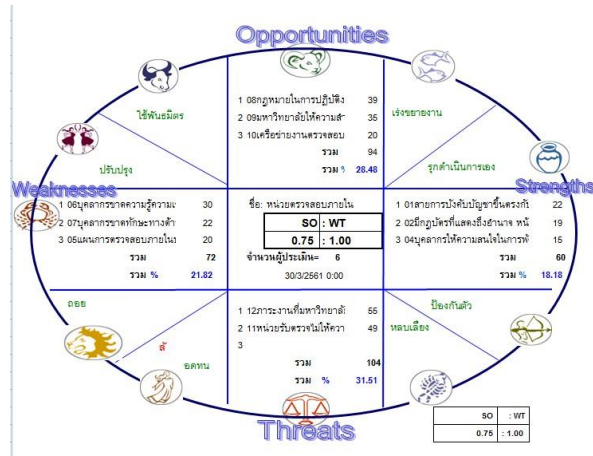 Opportunities
ใช้พันธมิตร
ปรับปรุง
1 08กฎหมายในการปฏิบัติง 39
2 09มหาวิทยาลัยให้ความสำ 35
3 10เครือข่ายงานตรวจสอบ 20
รวม 94
รวม % 28.48
เร่งขยายงาน
รุกดำเนินการเอง
Weaknesses
Strengths
1 06บุคลากรขาดความรู้ความเ 30
2 07บุคลากรขาดทักษะทางด้า 22
3 05แผนการตรวจสอบภายใน 20
รวม 72
รวม % 21.82
ชื่อ: หน่วยตรวจสอบภายใน
SO : WT
0.75 : 1.00
จำนวนผู้ประเมิน= 6
30/3/2561 0:00
1 01สายการบังคับบัญชาขึ้นตรงกับ 22
2 02มีกฎบัตรที่แสดงถึงอำนาจ หน้ 19
3 04บุคลากรให้ความสนใจในการพั 15
รวม 60
รวม % 18.18
ถอย
สู้
อดทน
1 12ภาระงานที่มหาวิทยาลั 55
2 11หน่วยรับตรวจไม่ให้ควา 49
3
รวม 104
รวม % 31.51
ป้องกันตัว
หลบเลี่ยง
Threats
SO : WT
0.75 : 1.00